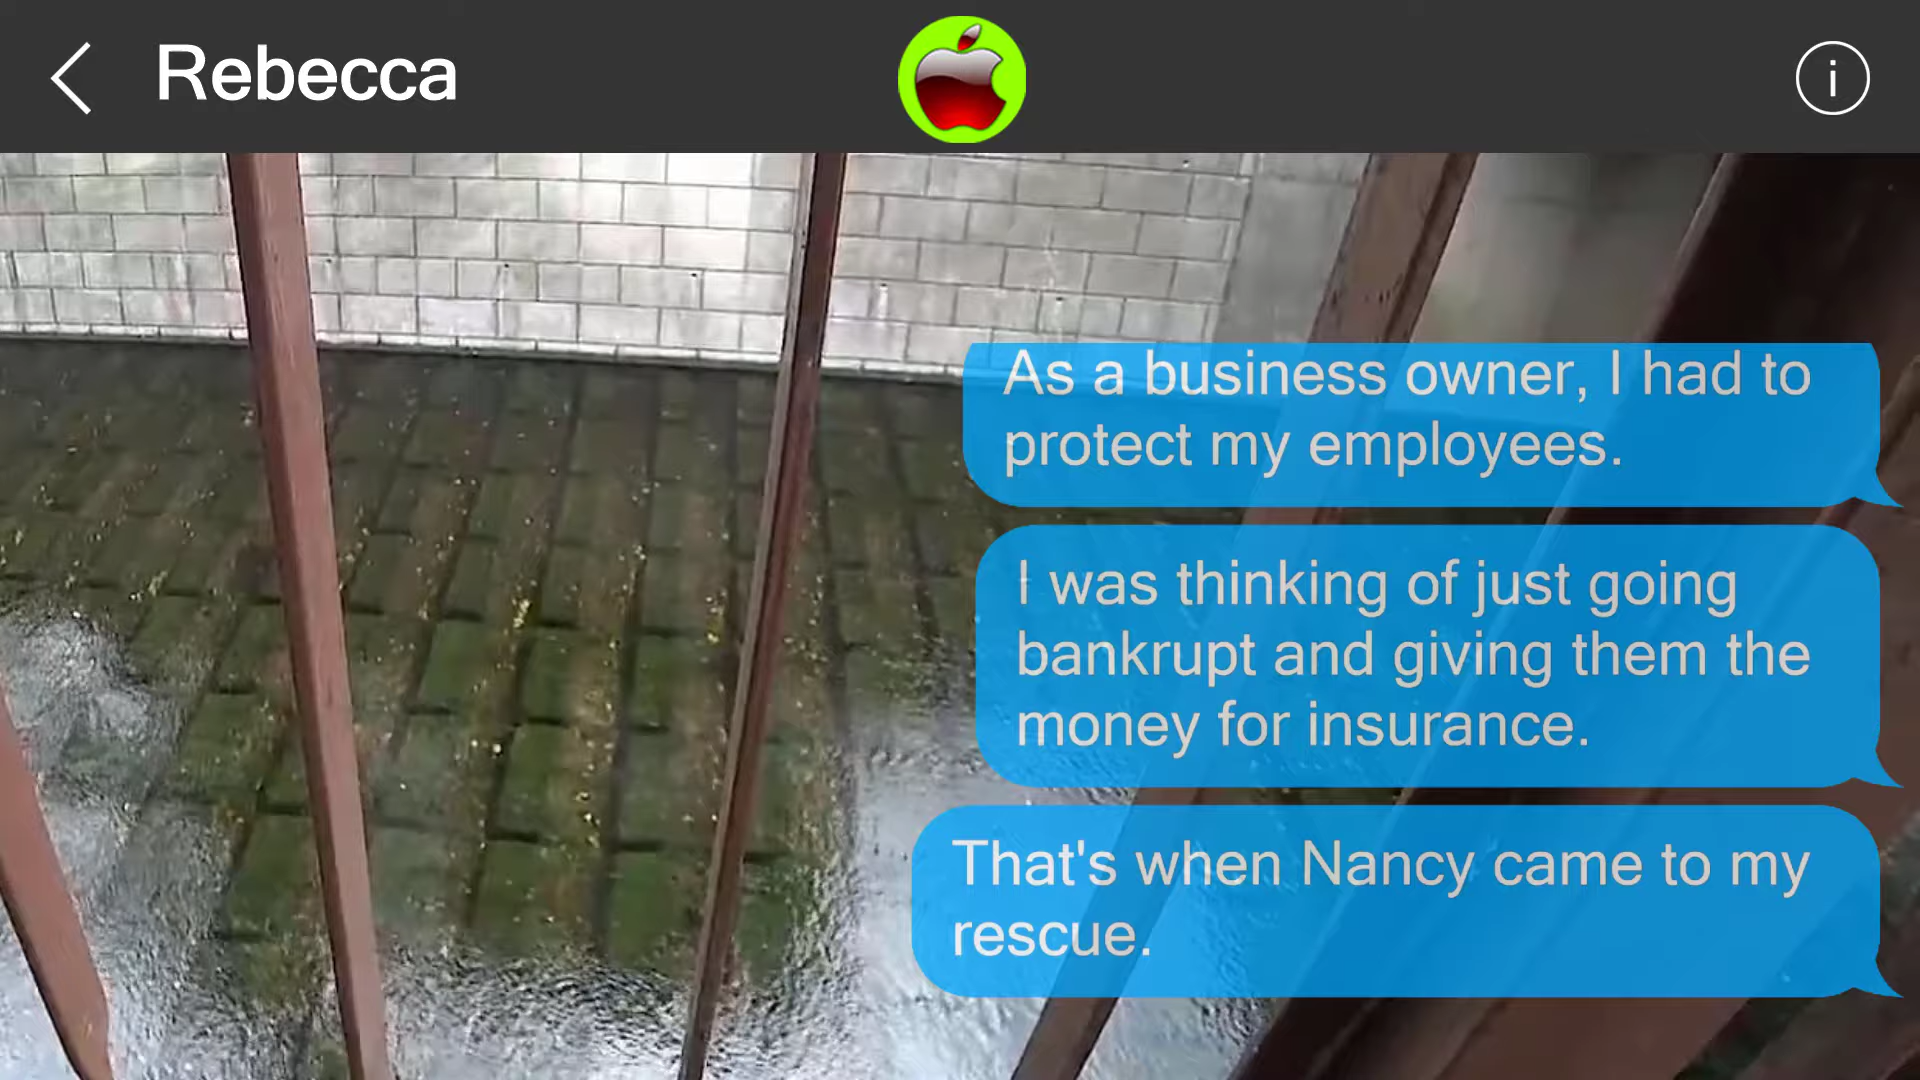 Rebecca
As a business owner, I had to
protect my employees.
I was thinking of just going
bankrupt and giving them the
money for insurance.
That's when Nancy came to my
rescue.